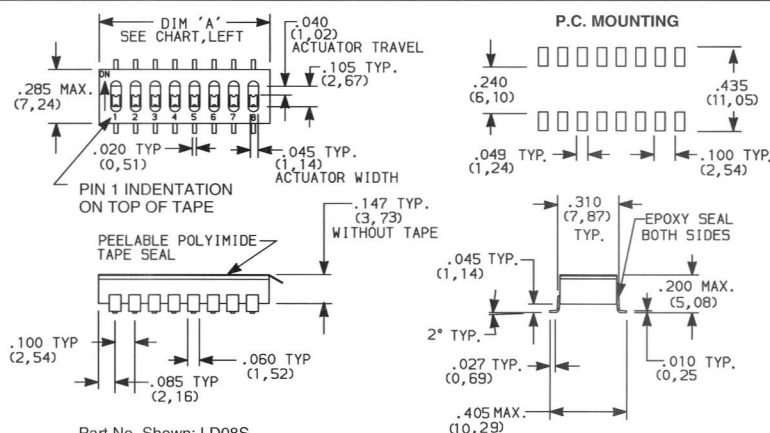 DIM 'A'
SEE CHART, LEFT
.040
(1,02)
ACTUATOR TRAVEL
.105 TYP.
(2,67)
.285 MAX.
(7,24)
ON
1 2 3 4 5 6 7 8
.020 TYP
(0,51)
.045 TYP.
(1,14)
ACTUATOR WIDTH
PIN 1 INDENTATION
ON TOP OF TAPE
P.C. MOUNTING
.240
(6,10)
.435
(11,05)
.049 TYP.
(1,24)
.100 TYP.
(2,54)
.147 TYP.
(3,73)
WITHOUT TAPE
PEELABLE POLYIMIDE
TAPE SEAL
.100 TYP
(2,54)
.060 TYP
(1,52)
.085 TYP
(2,16)
.310
(7,87)
TYP.
EPOXY SEAL
BOTH SIDES
.045 TYP.
(1,14)
.200 MAX.
(5,08)
2° TYP.
.027 TYP.
(0,69)
.010 TYP.
(0,25
.405 MAX.
(10,29)
Part No. Shown: LD08S